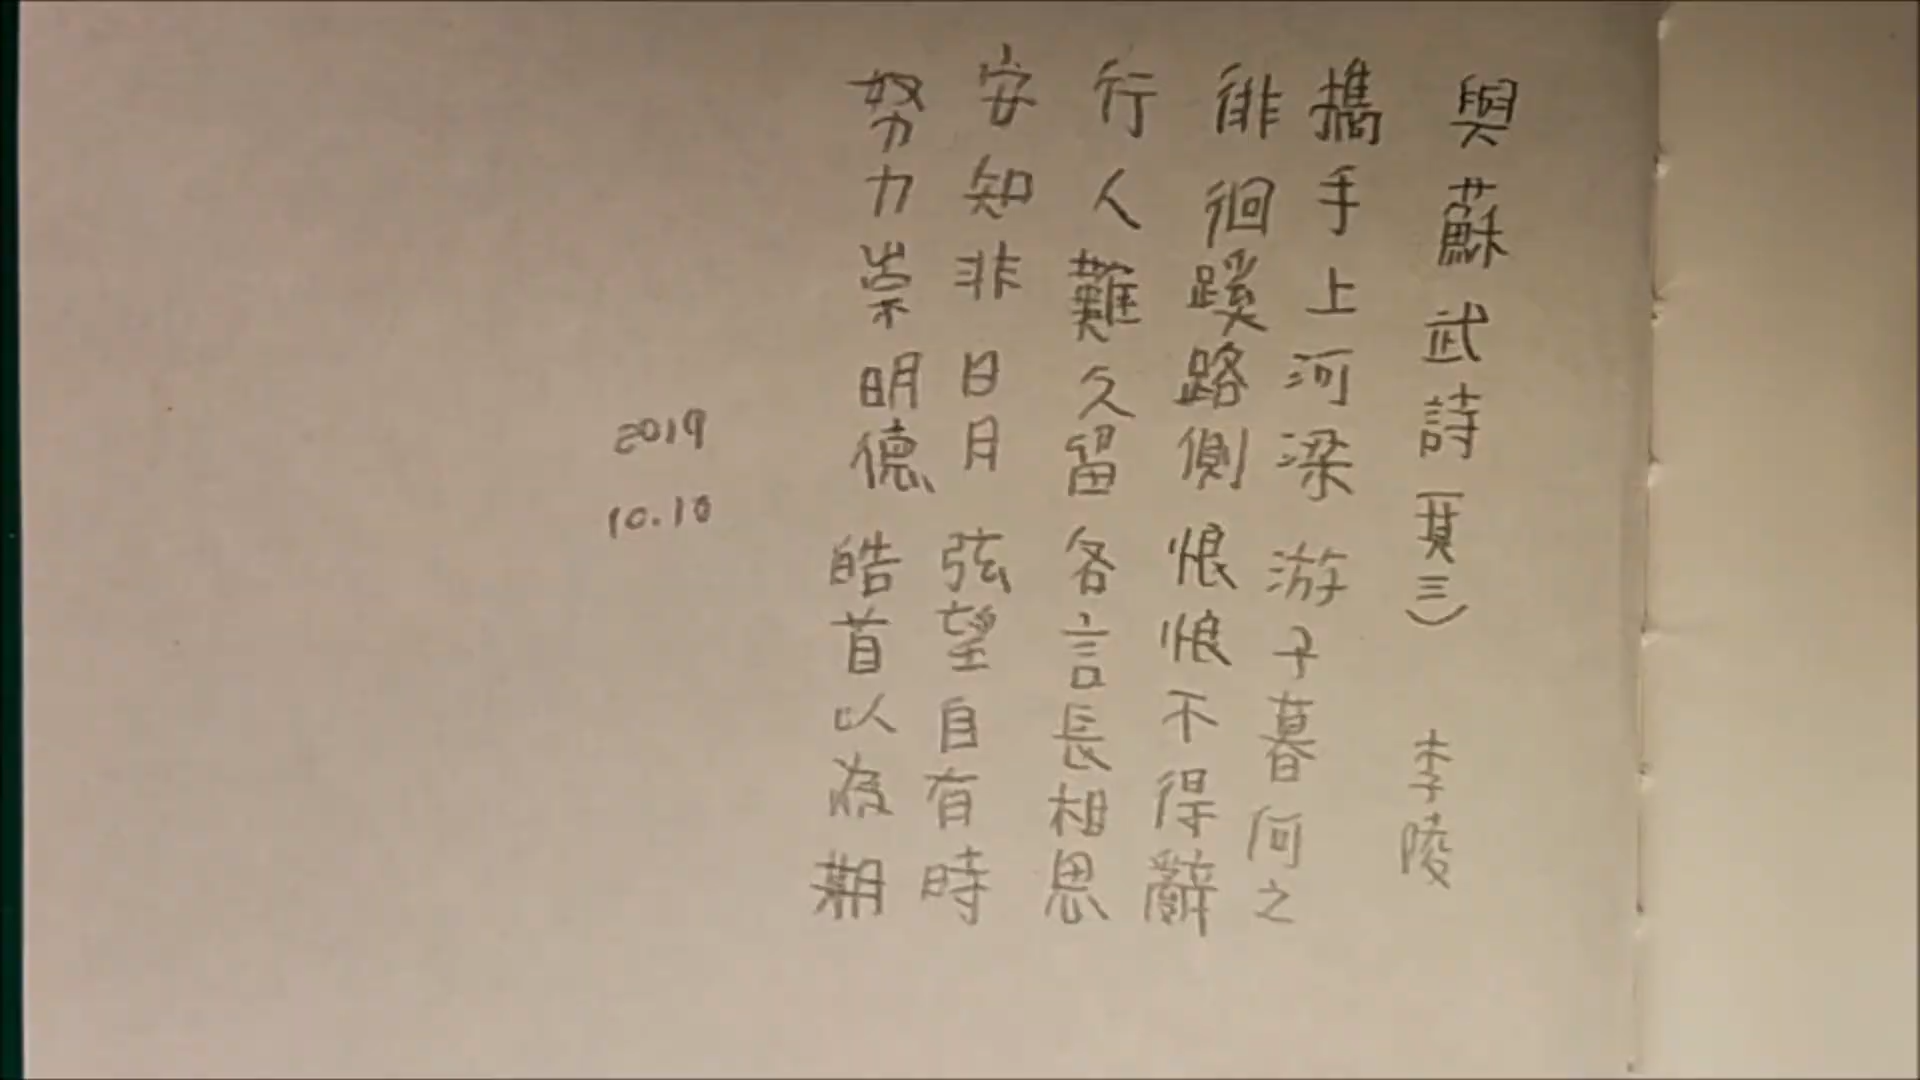 與蘇武詩（其三） 李陵
攜手上河梁 游子暮何之
徘徊蹊路側 悢悢不得辭
行人難久留 各言長相思
安知非日月 弦望自有時
努力崇明德 皓首以為期
2019
10.10